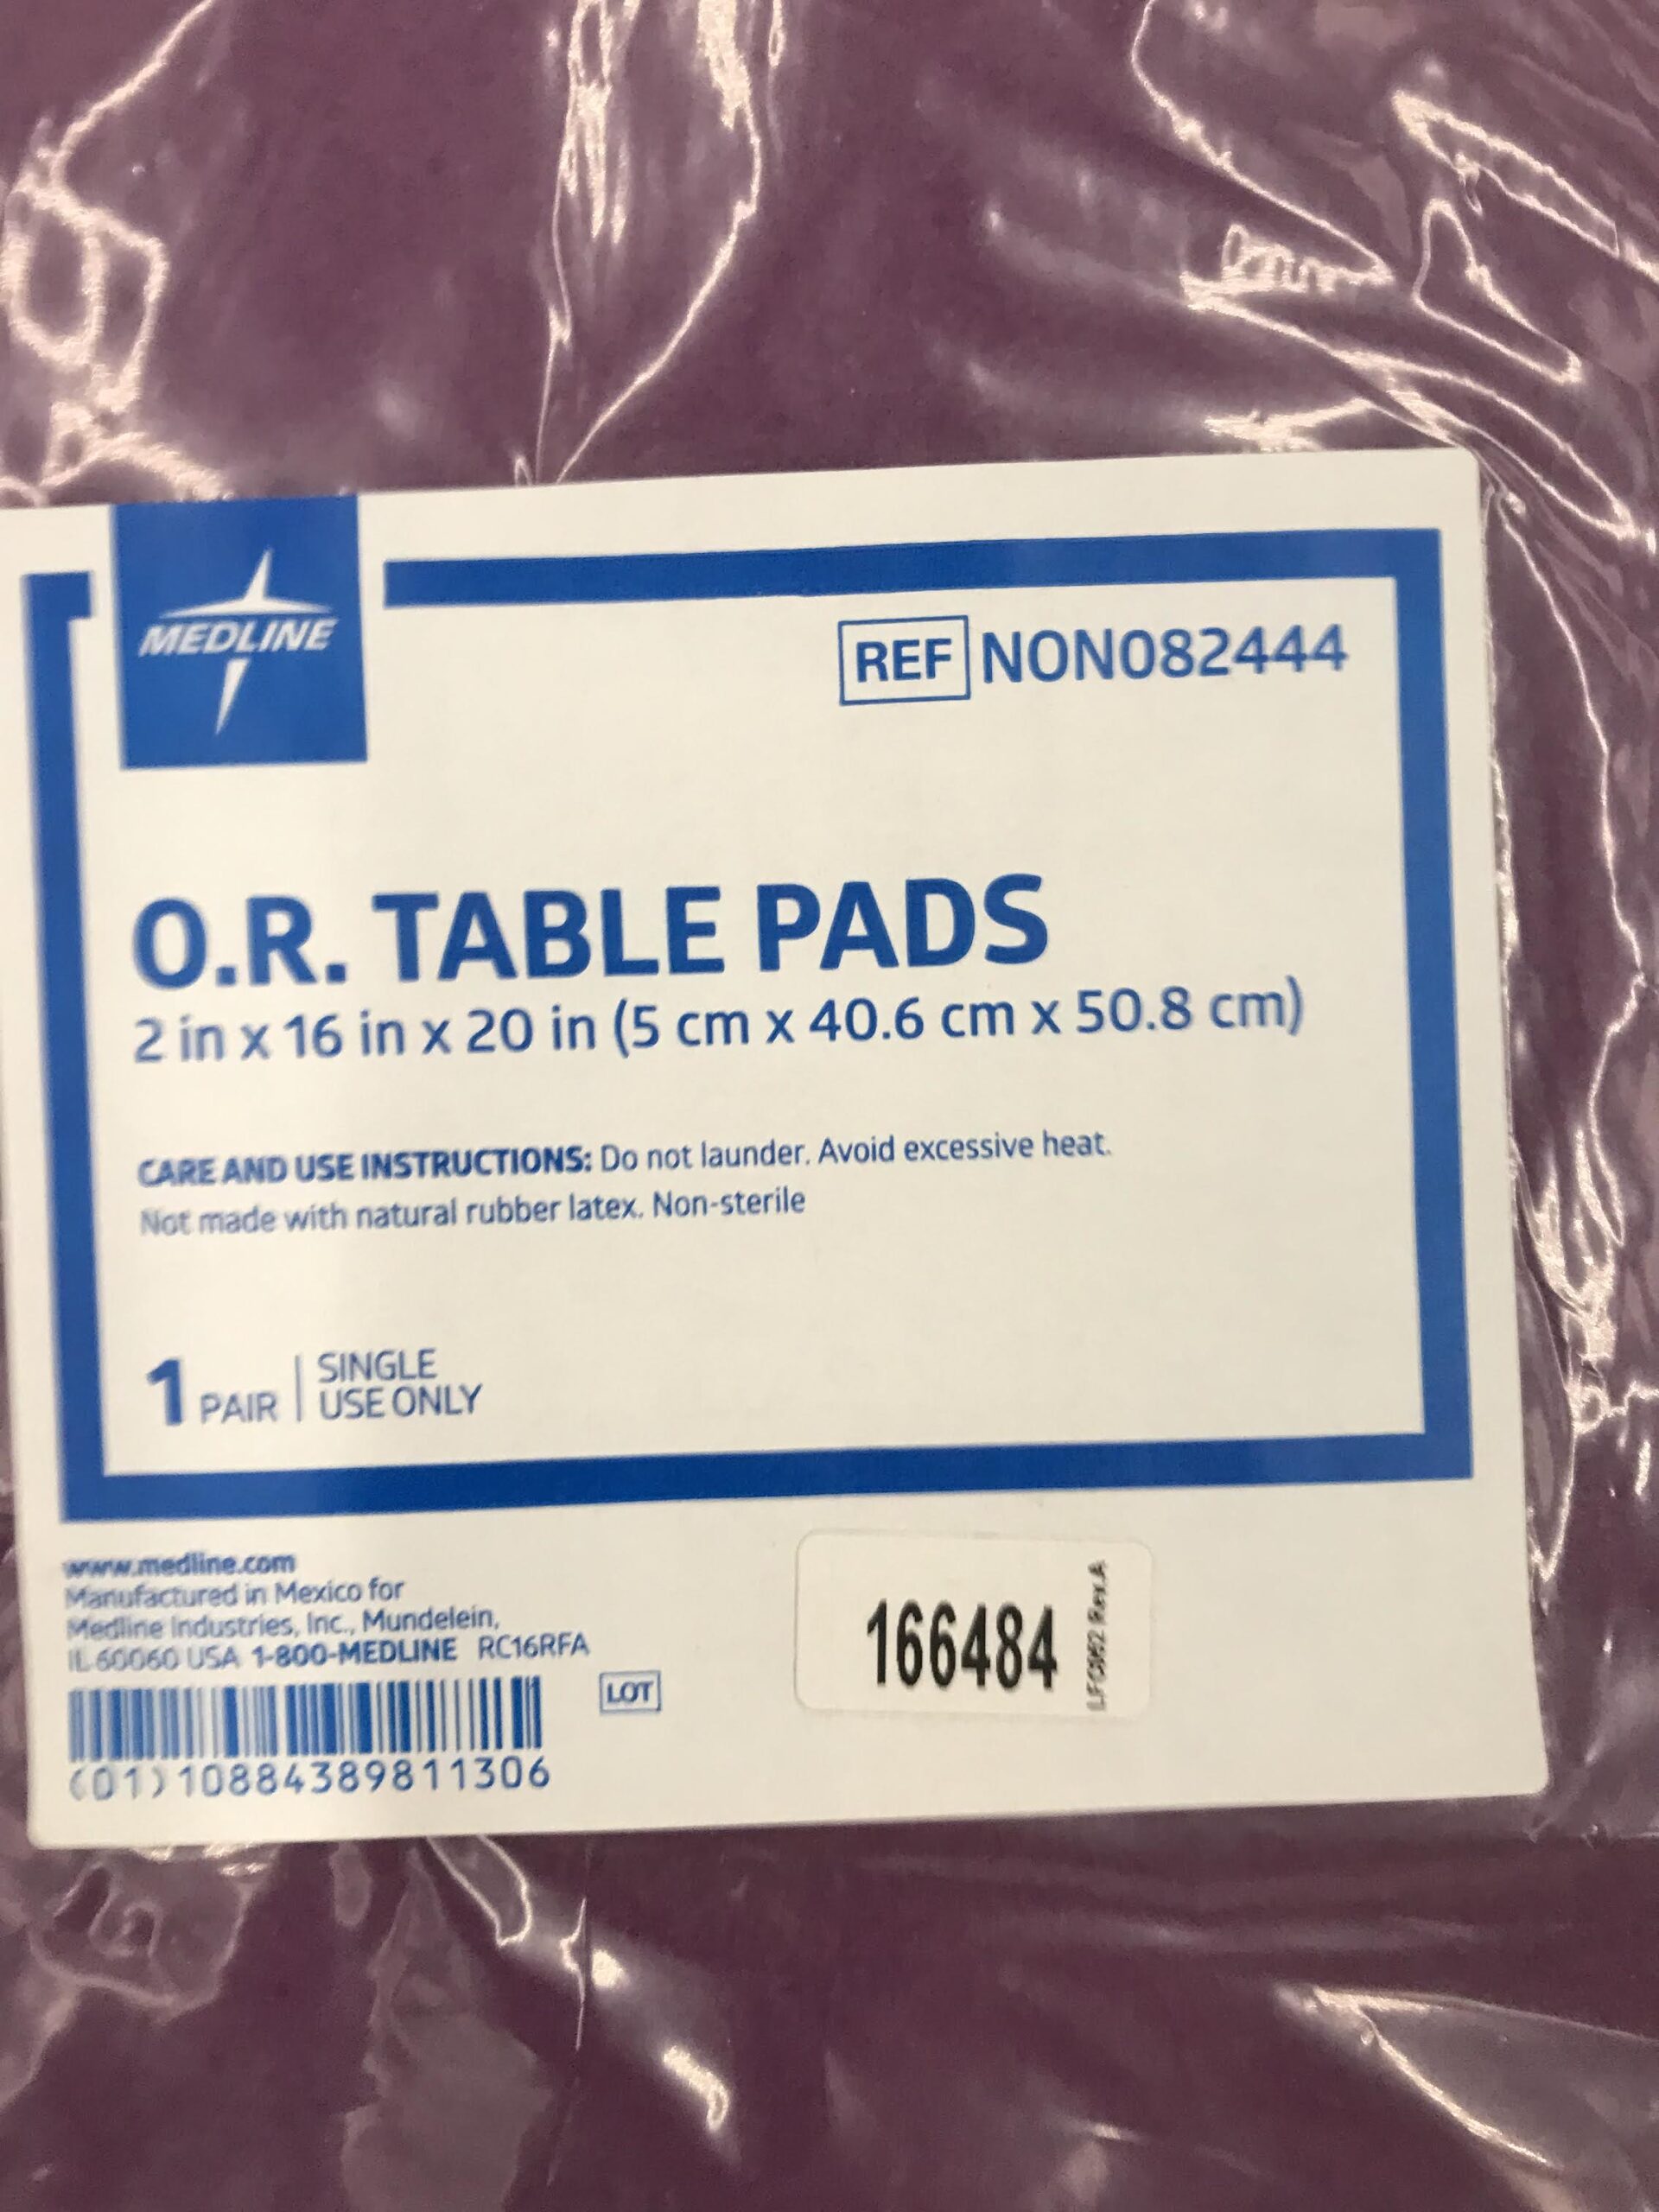 MEDLINE
REF NON082444
O.R. TABLE PADS
2 in x 16 in x 20 in (5 cm x 40.6 cm x 50.8 cm)
CARE AND USE INSTRUCTIONS: Do not launder. Avoid excessive heat.
Not made with natural rubber latex. Non-sterile
1 PAIR
SINGLE
USE ONLY
www.medline.com
Manufactured in Mexico for
Medline Industries, Inc., Mundelein,
IL 60060 USA 1-800-MEDLINE RC16RFA
LOT
(01)10884389811306
166484
Rev.A